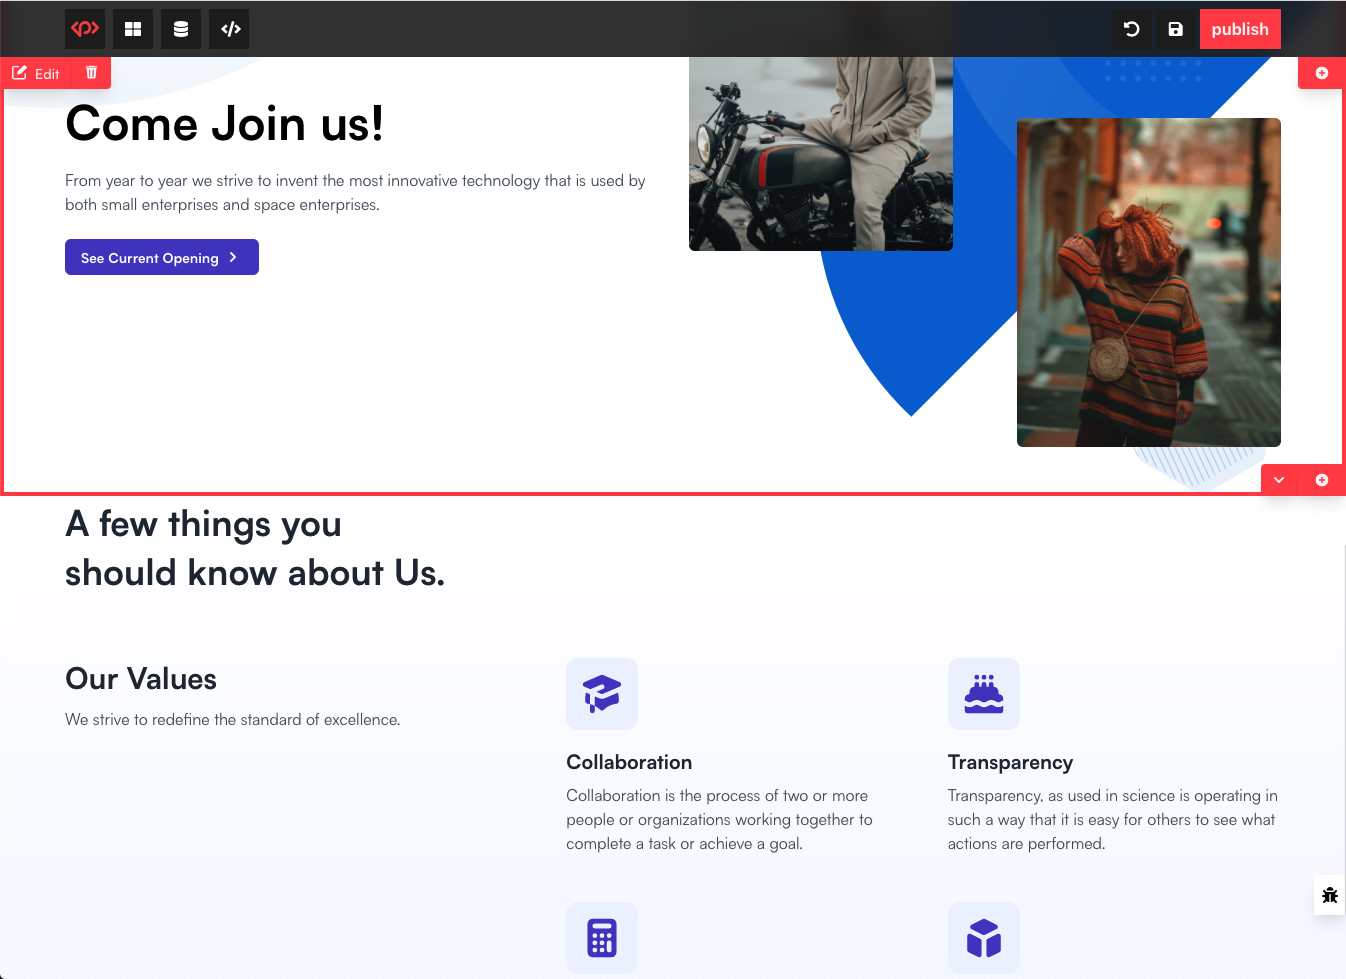 publish
Edit
Come Join us!
From year to year we strive to invent the most innovative technology that is used by
both small enterprises and space enterprises.
See Current Opening
A few things you
should know about Us.
Our Values
We strive to redefine the standard of excellence.
Collaboration
Collaboration is the process of two or more
people or organizations working together to
complete a task or achieve a goal.
Transparency
Transparency, as used in science is operating in
such a way that it is easy for others to see what
actions are performed.